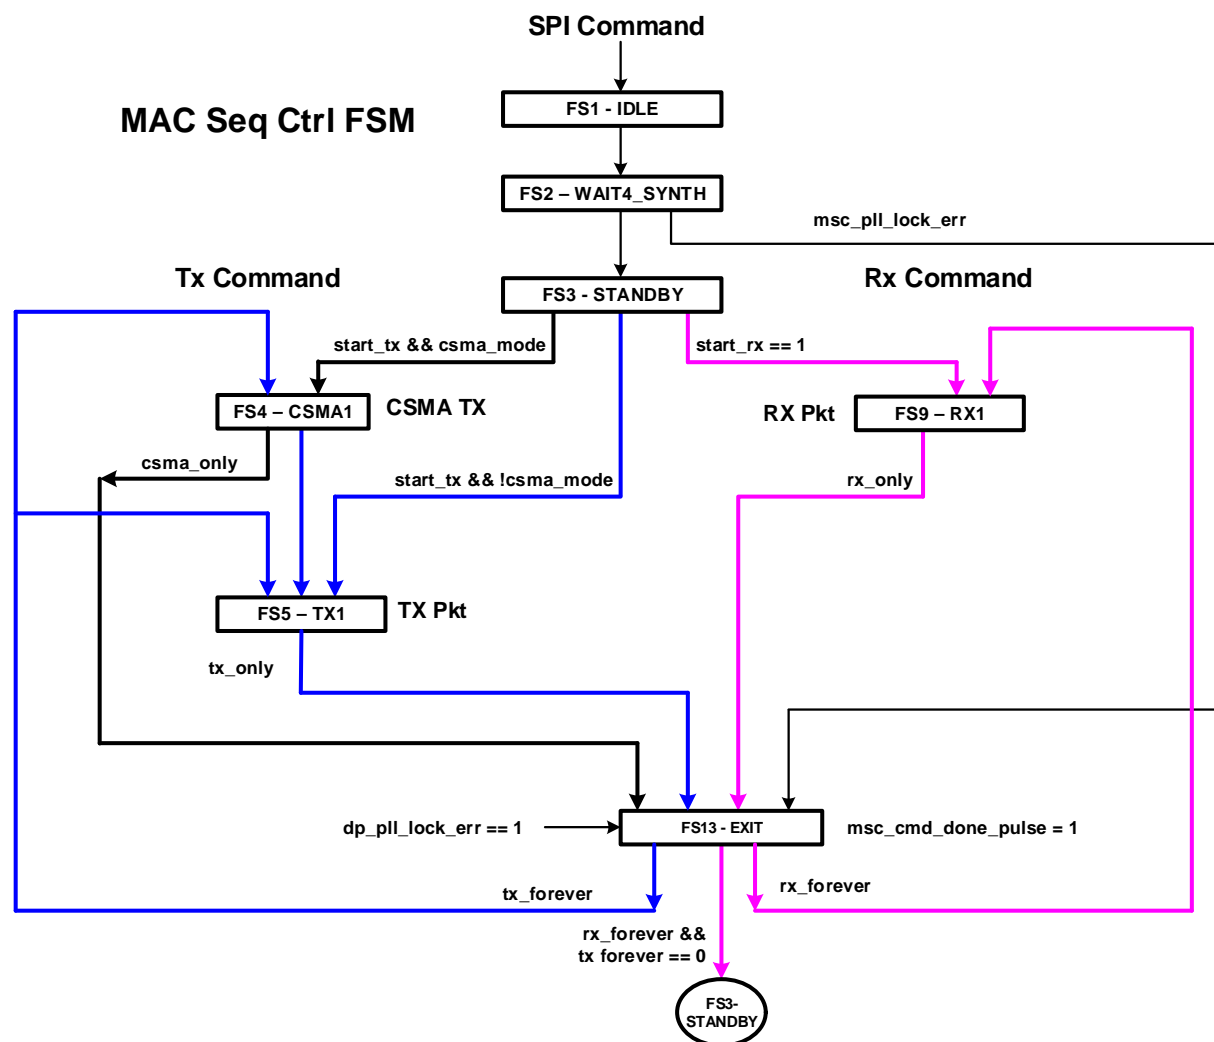 SPI Command
MAC Seq Ctrl FSM
FS1 - IDLE
FS2 – WAIT4_SYNTH
msc_pll_lock_err
Tx Command
Rx Command
FS3 - STANDBY
start_tx && csma_mode
start_rx == 1
FS4 – CSMA1
CSMA TX
RX Pkt
FS9 – RX1
csma_only
start_tx && !csma_mode
rx_only
FS5 – TX1
TX Pkt
tx_only
dp_pll_lock_err == 1
FS13 - EXIT
msc_cmd_done_pulse = 1
tx_forever
rx_forever
rx_forever &&
tx forever == 0
FS3-
STANDBY